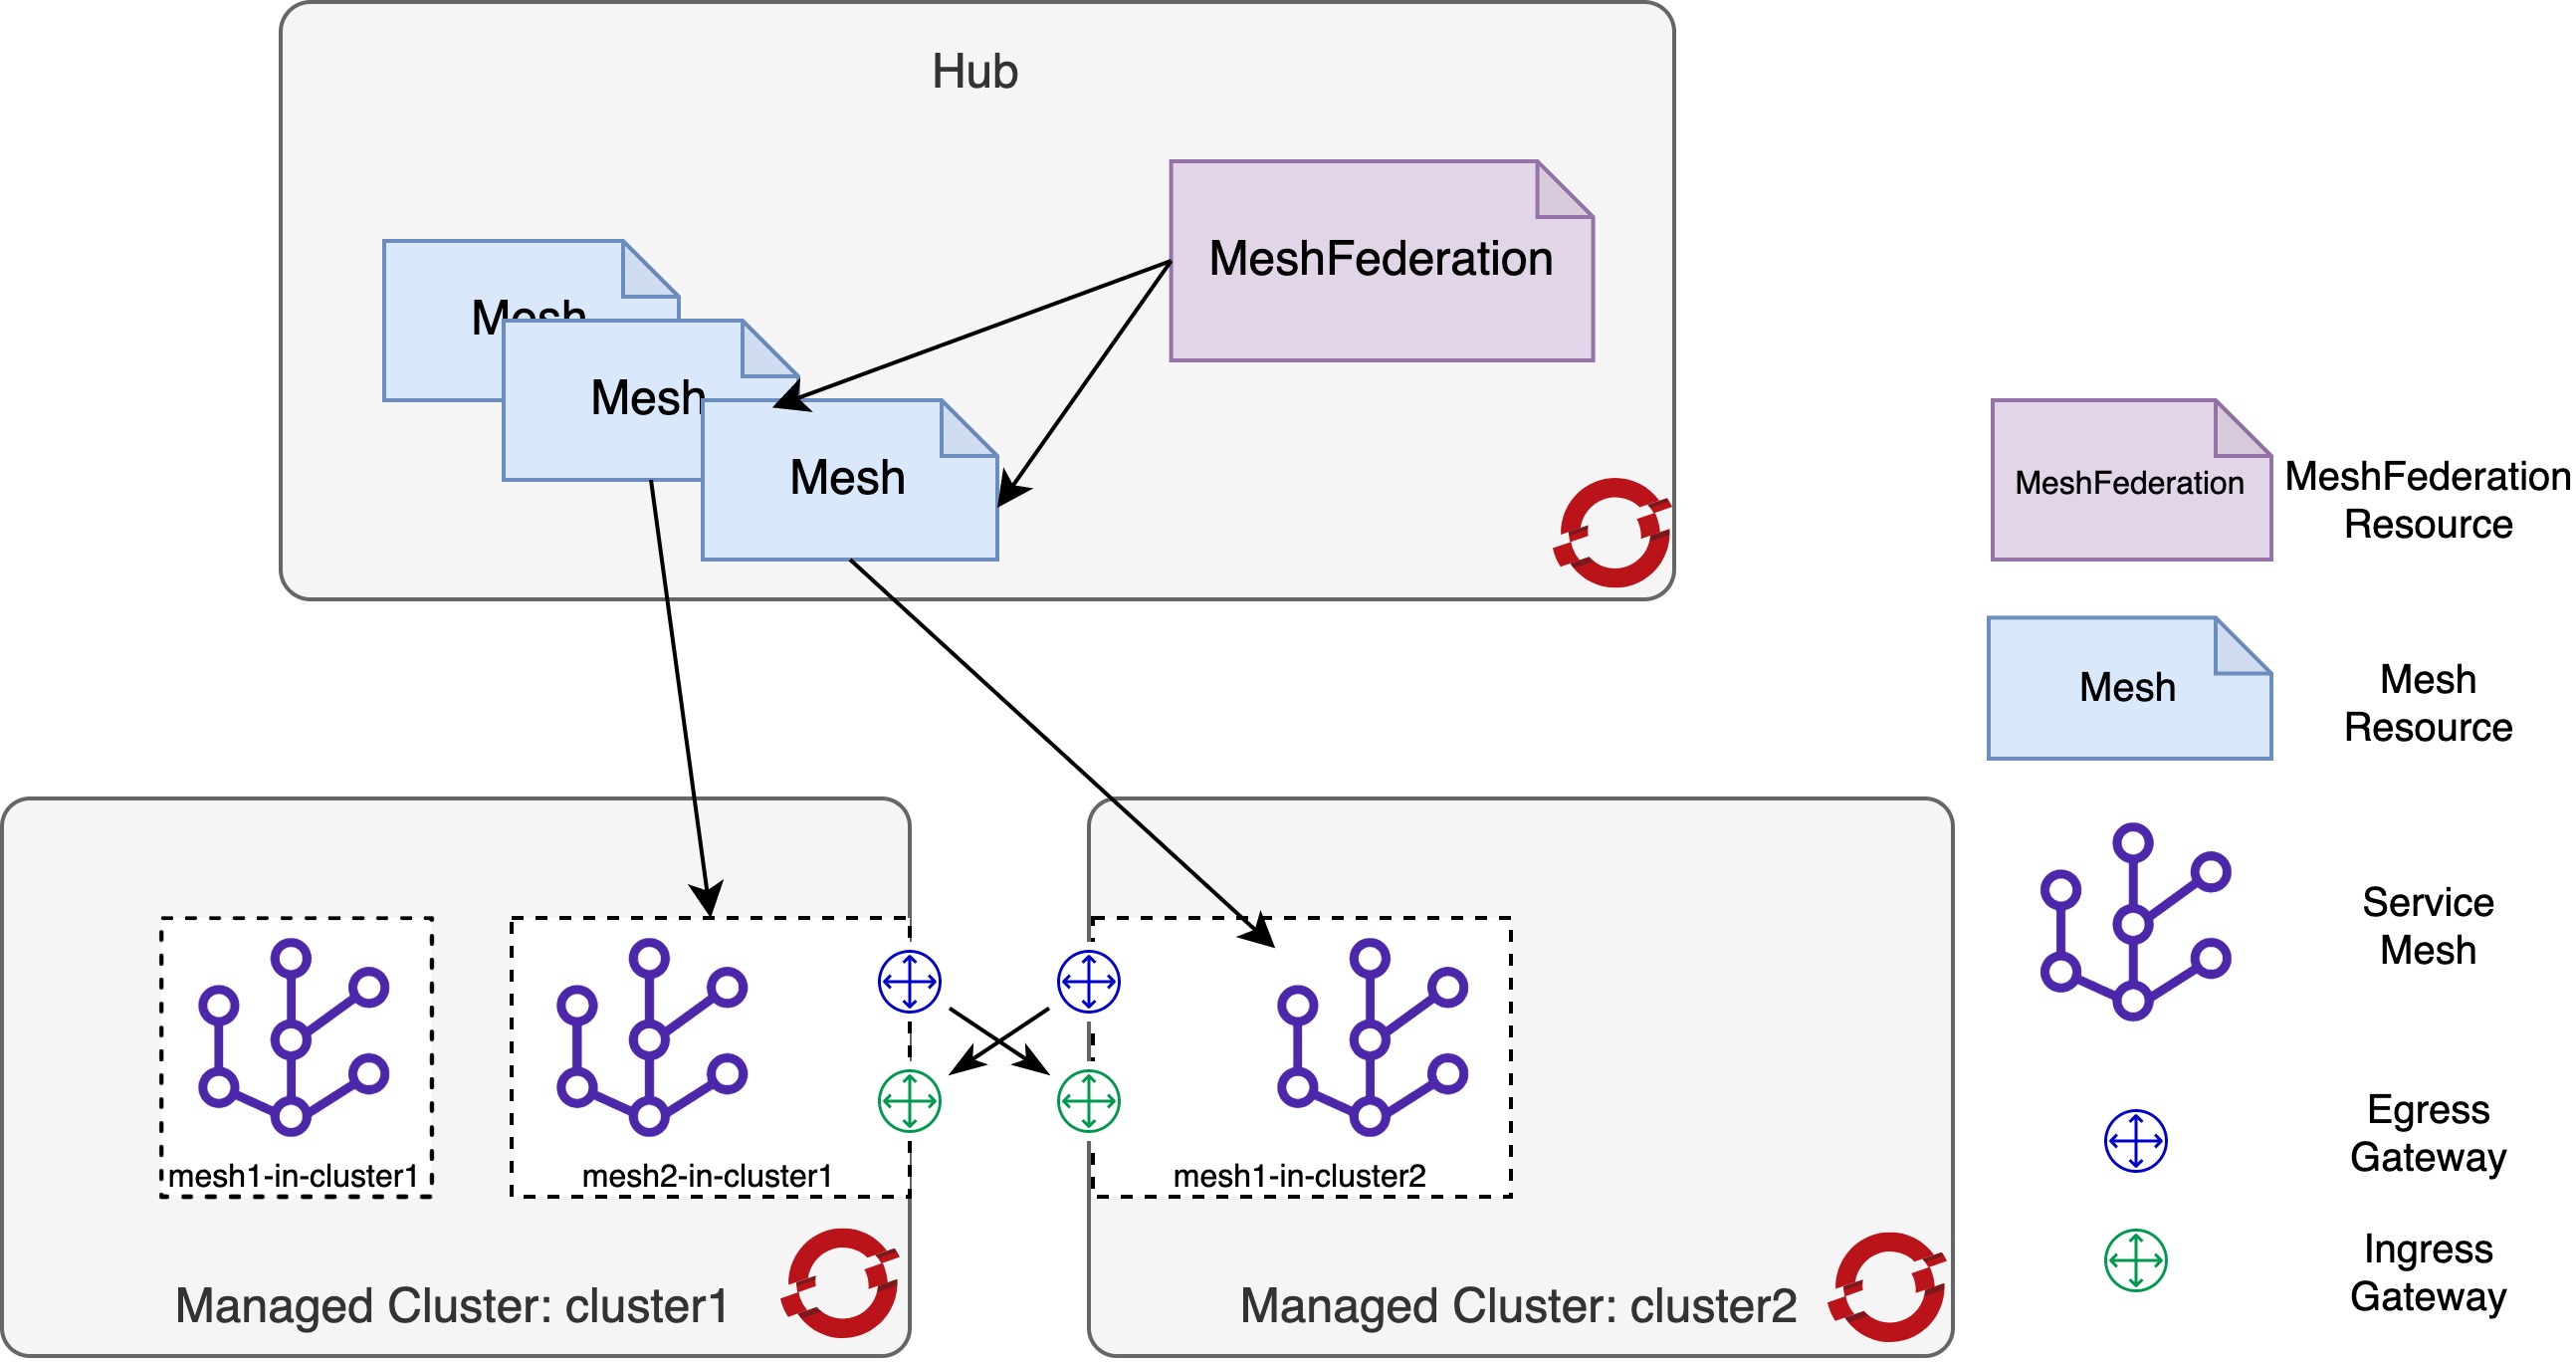 Hub
MeshFederation
Mesh
Mesh
Mesh
MeshFederation
MeshFederation
Resource
Mesh
Mesh
Resource
Service
Mesh
mesh1-in-cluster1
mesh2-in-cluster1
mesh1-in-cluster2
Egress
Gateway
Ingress
Gateway
Managed Cluster: cluster1
Managed Cluster: cluster2